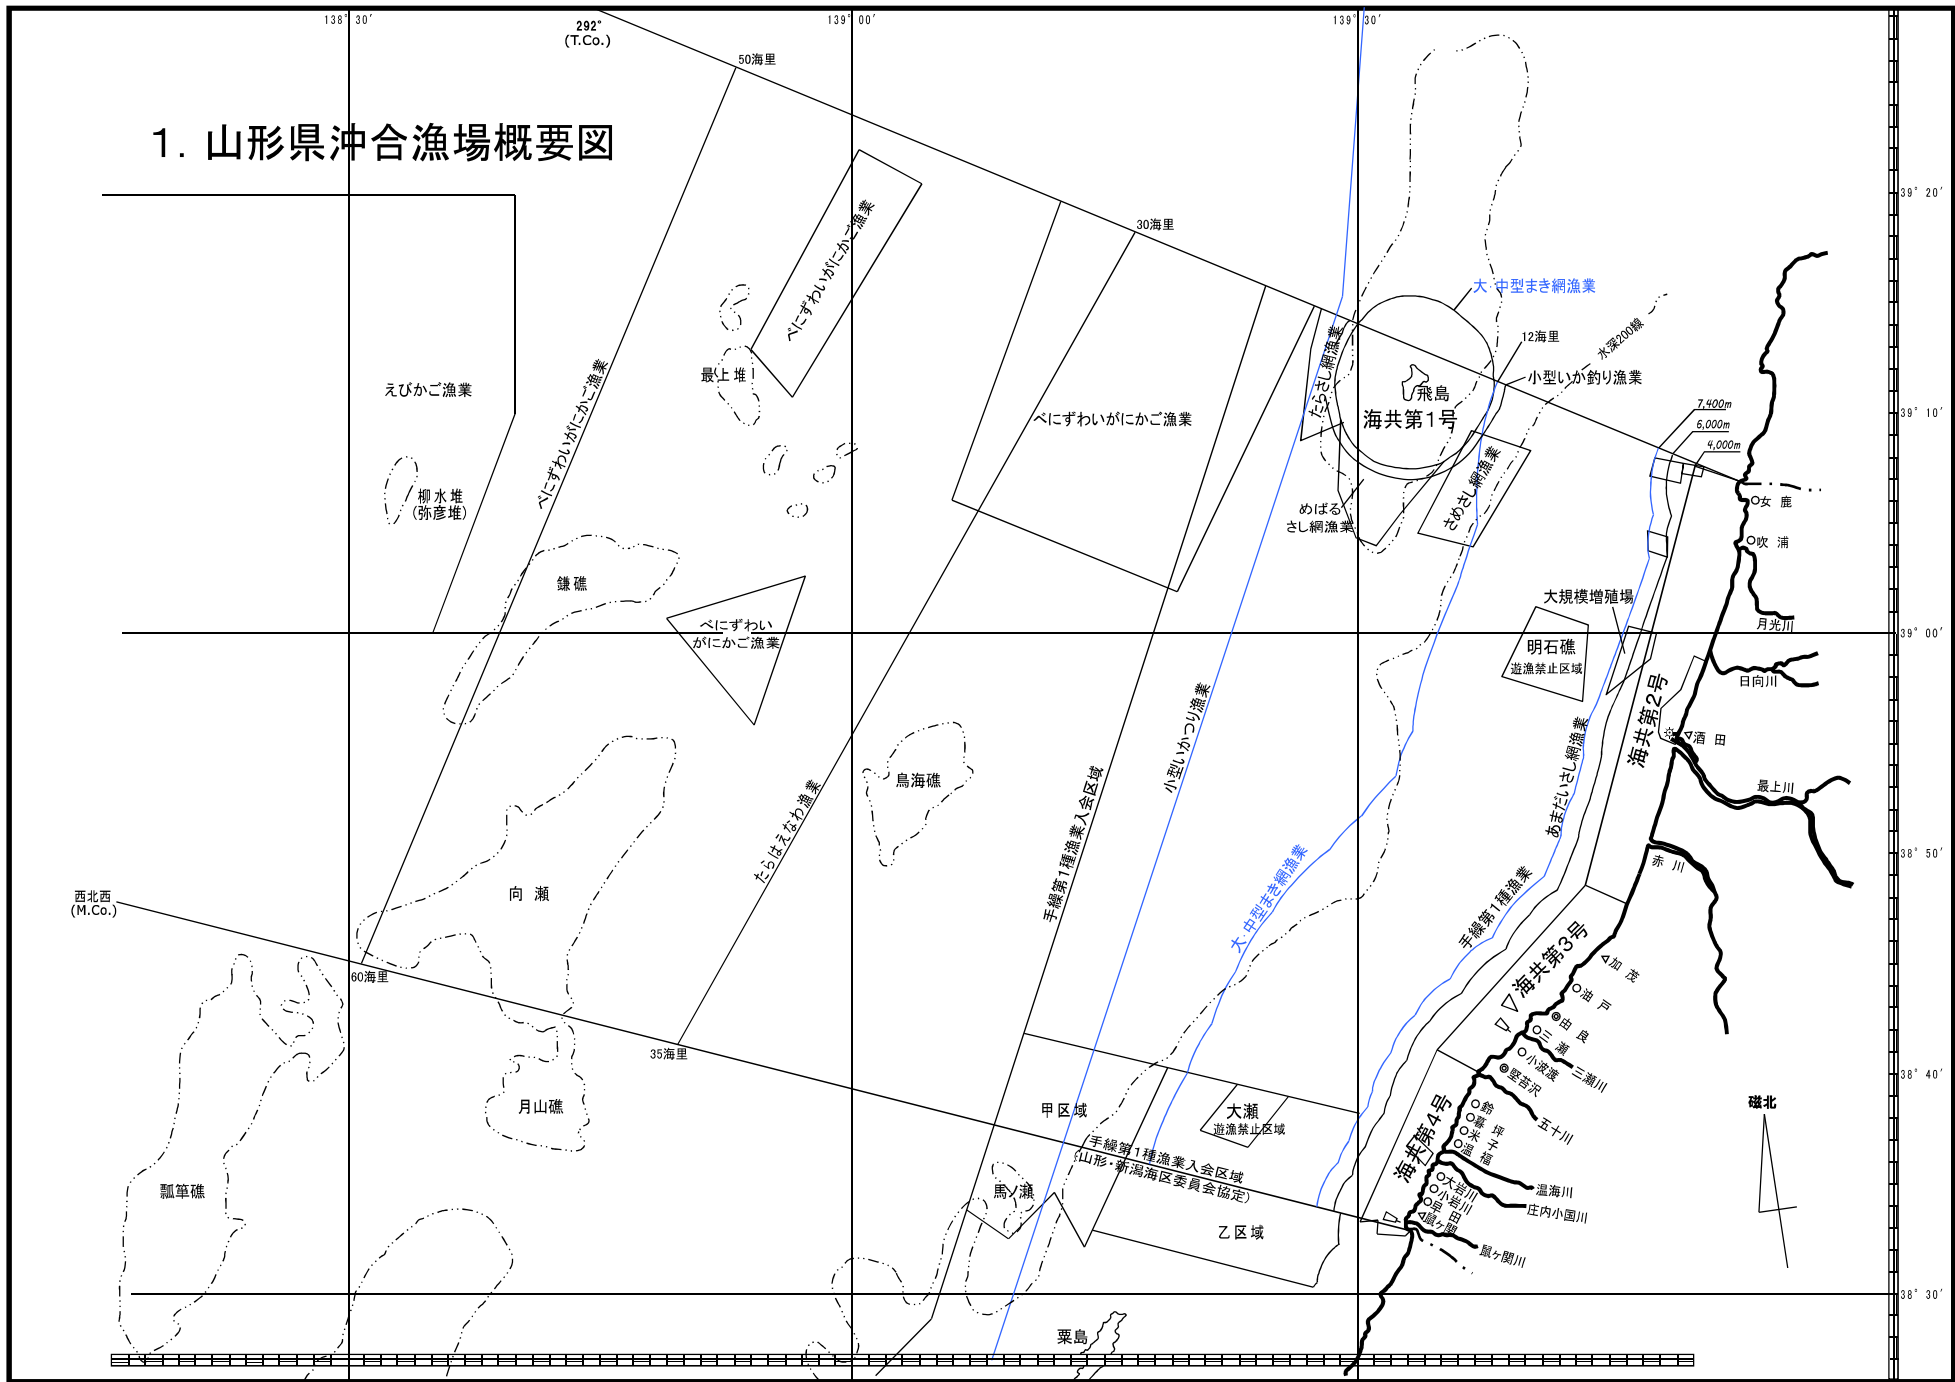 138°30′
139°00′
139°30′
292°
(T.Co.)
50海里
1. 山形県沖合漁場概要図
39°20′
べにずわいがにかご漁業
30海里
大・中型まき網漁業
水深200線
12海里
たらさし網漁業
小型いか釣り漁業
飛島
海共第1号
えびかご漁業
最上堆
べにずわいがにかご漁業
べにずわいがにかご漁業
7,400m
6,000m
4,000m
39°10′
柳水堆
(弥彦堆)
さめさし網漁業
めばる
さし網漁業
女鹿
吹浦
鎌礁
大規模増殖場
べにずわい
がにかご漁業
明石礁
遊漁禁止区域
月光川
39°00′
日向川
海共第2号
酒田
小型いかつり漁業
あまだいさし網漁業
鳥海礁
最上川
たらはえなわ漁業
手繰第1種漁業入会区域
38°50′
赤川
向瀬
大・中型まき網漁業
手繰第1種漁業
西北西
(M.Co.)
海共第3号
加茂
60海里
油戸
由良
35海里
三瀬
小波渡
三瀬川
堅苔沢
38°40′
月山礁
甲区域
大瀬
遊漁禁止区域
海共第4号
鈴
暮坪
米子
温福
五十川
磁北
手繰第1種漁業入会区域
(山形・新潟海区委員会協定)
瓢箪礁
馬ノ瀬
大岩川
小岩川
早田
鼠ヶ関
温海川
庄内小国川
乙区域
鼠ヶ関川
38°30′
粟島